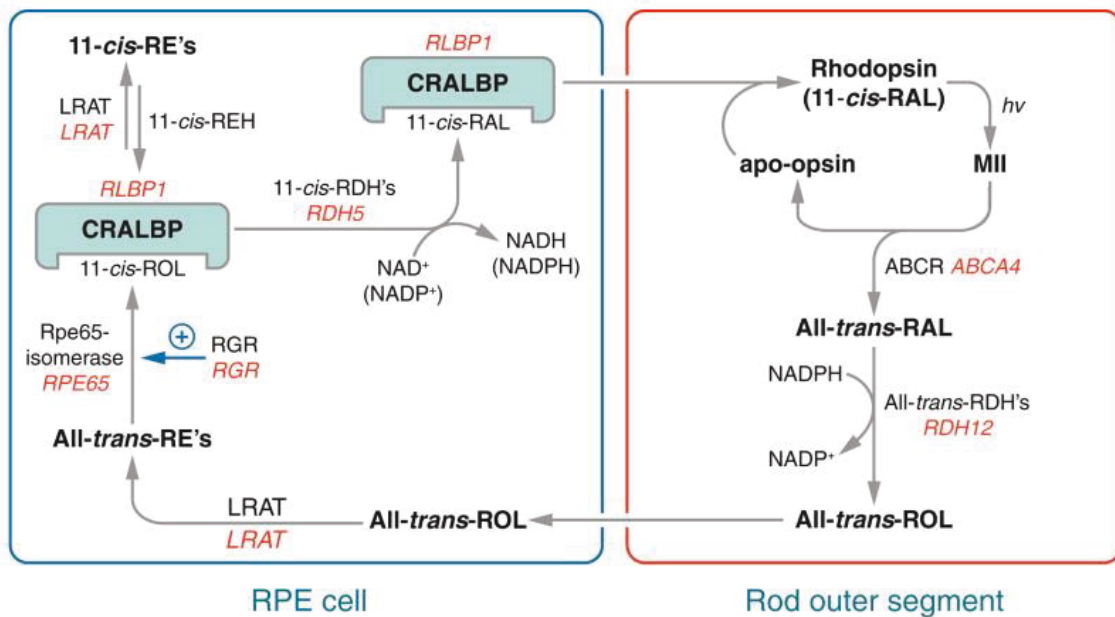 11-cis-RE's
LRAT
LRAT
11-cis-REH
RLBP1
CRALBP
11-cis-ROL
Rpe65-
isomerase
RPE65
RGR
RGR
All-trans-RE's
LRAT
LRAT
All-trans-ROL
11-cis-RDH's
RDH5
NAD⁺
(NADP⁺)
NADH
(NADPH)
RLBP1
CRALBP
11-cis-RAL
RPE cell
Rhodopsin
(11-cis-RAL)
hv
apo-opsin
MII
ABCR ABCA4
All-trans-RAL
NADPH
All-trans-RDH's
RDH12
NADP⁺
All-trans-ROL
Rod outer segment